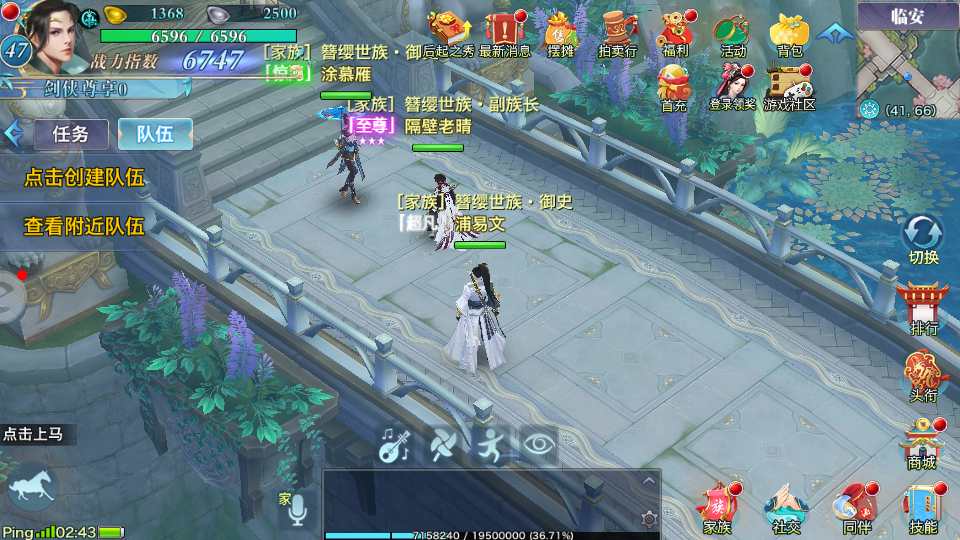 1368
2500
6596 / 6596
47
战力指数 6747
剑侠尊享0
任务
队伍
点击创建队伍
查看附近队伍
[家族] 簪缨世族·御
涂慕雁
[家族] 簪缨世族·副族长
「至尊」 隔壁老晴
[家族] 簪缨世族·御史
「超凡」 浦易文
后起之秀
最新消息
摆摊
拍卖行
福利
活动
背包
首充
登录领奖
游戏社区
临安
(41, 66)
切换
排行
头衔
商城
点击上马
家
家族
社交
同伴
技能
Ping
02:43
7158240 / 19500000 (36.71%)